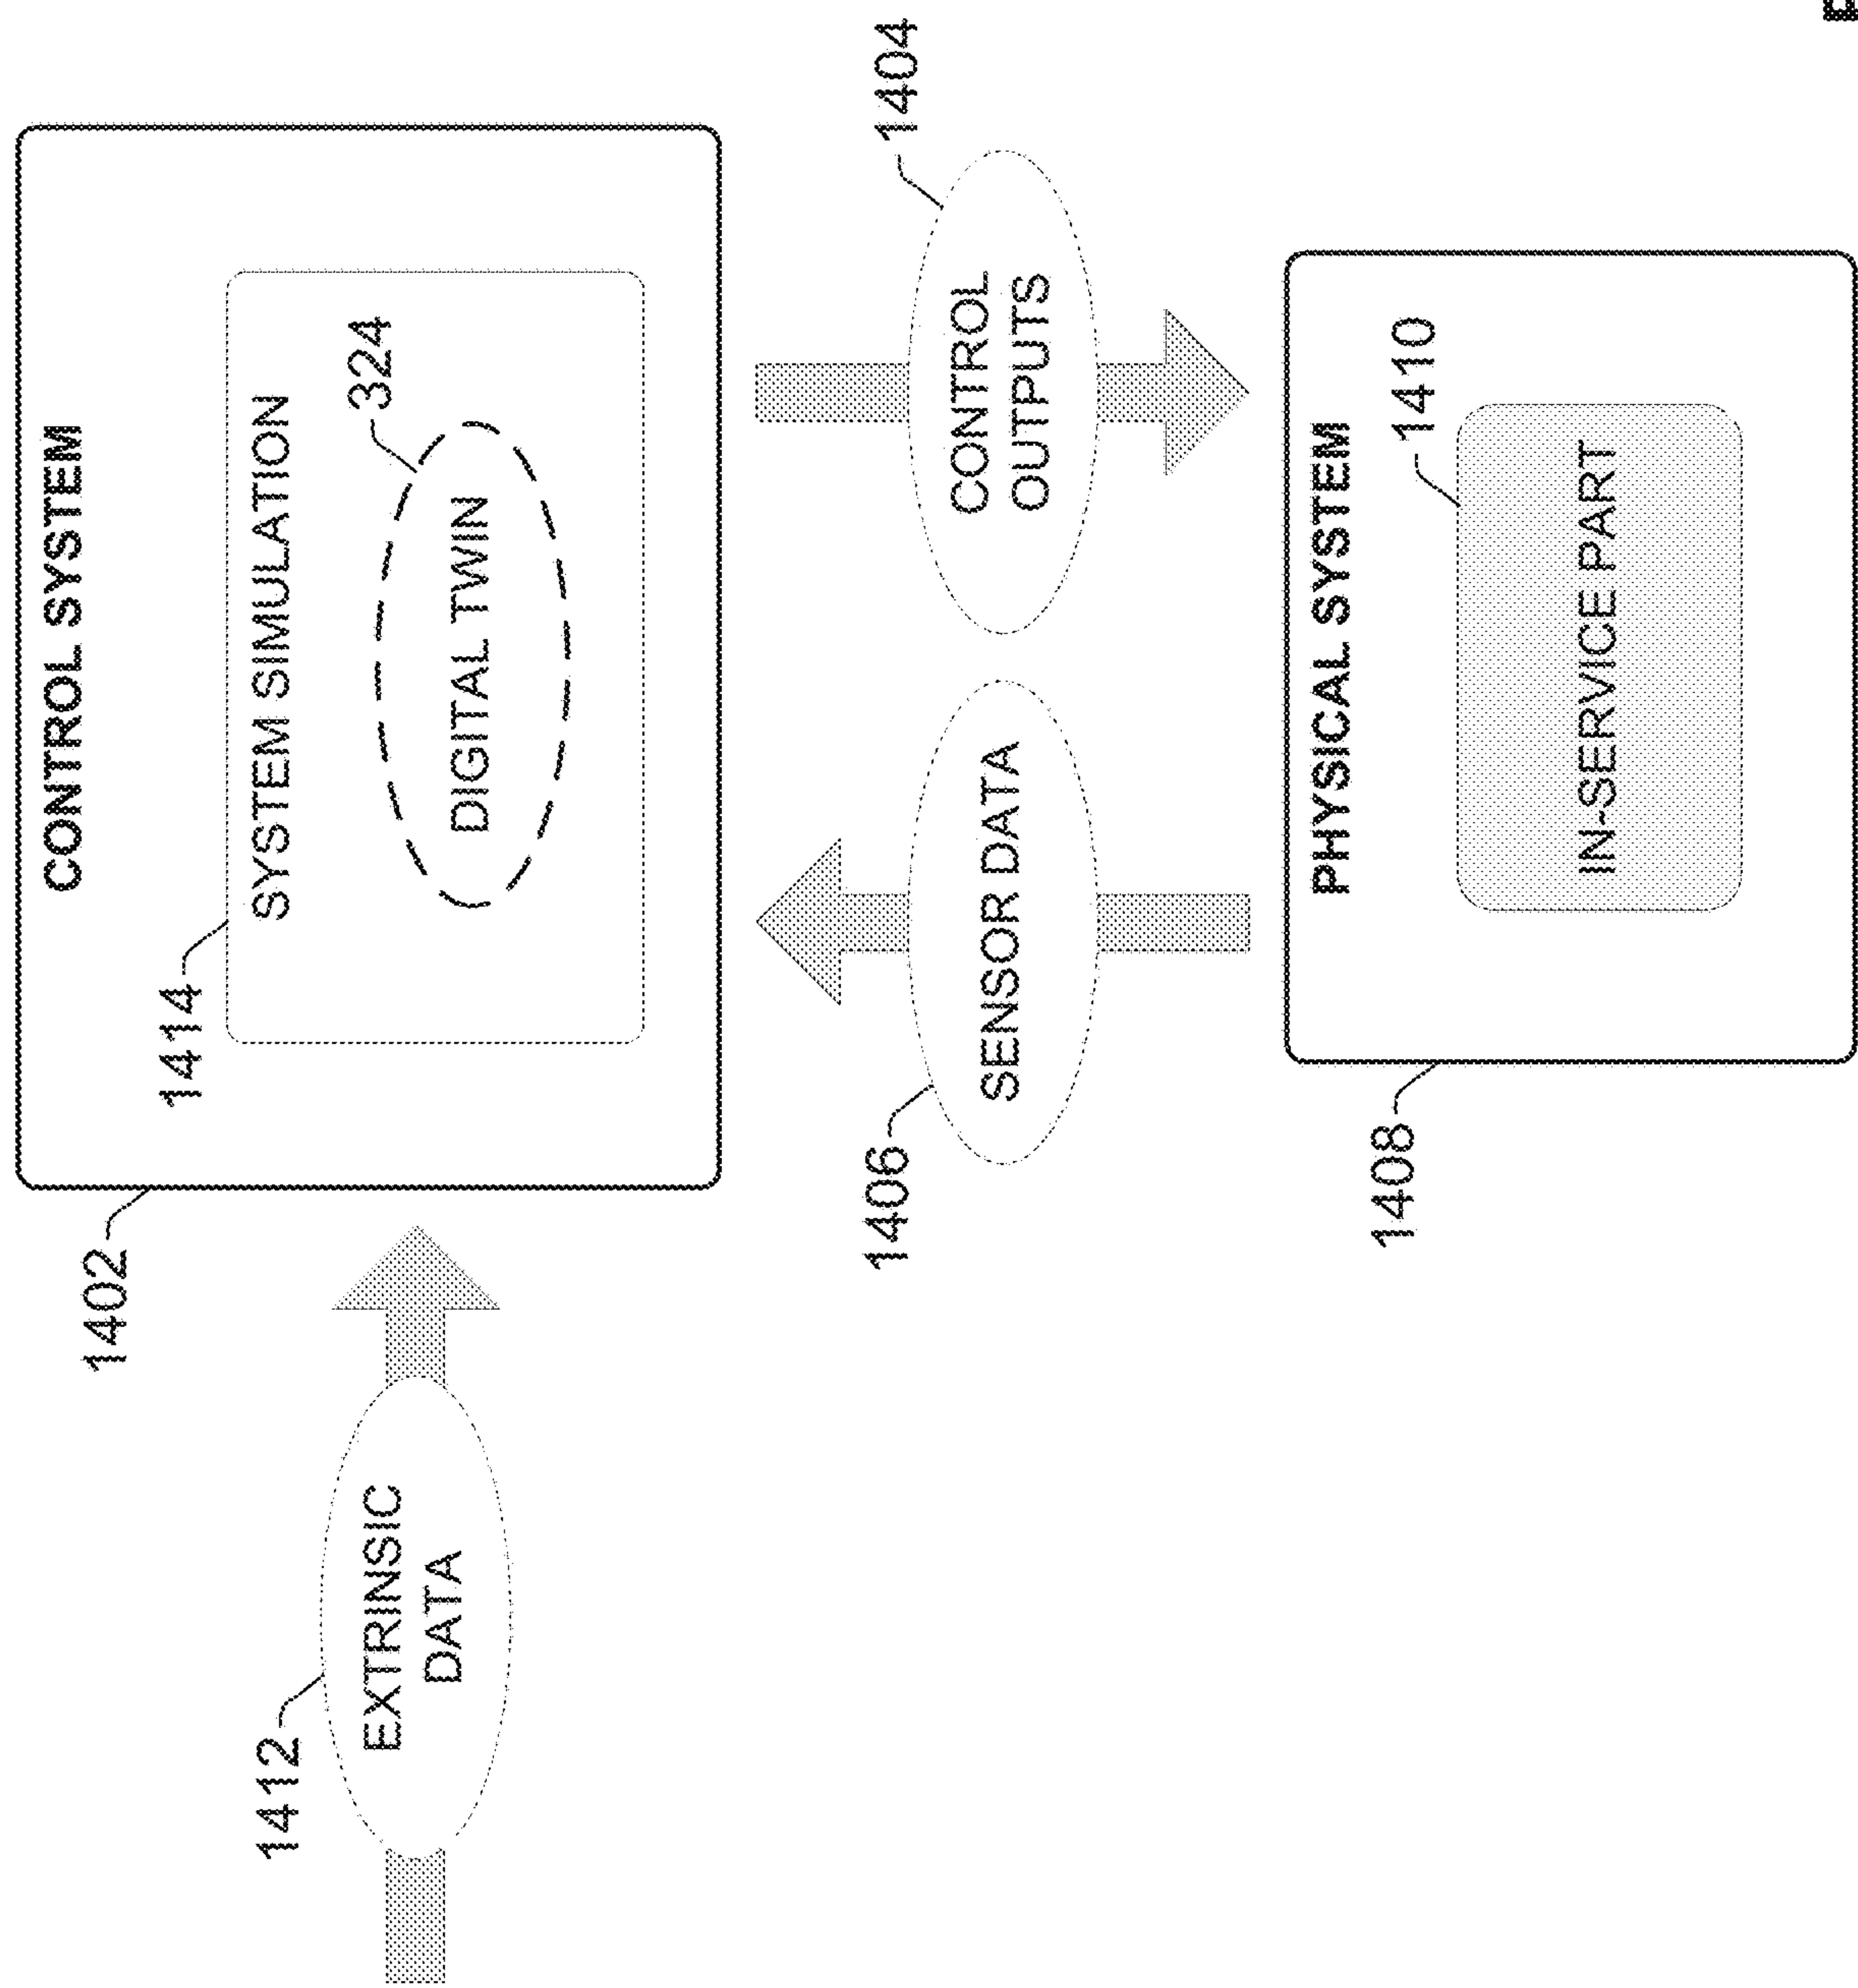 CONTROL SYSTEM
1402
1414
SYSTEM SIMULATION
1412
324
EXTRINSIC
DATA
DIGITAL TWIN
1406
1404
SENSOR DATA
CONTROL
OUTPUTS
PHYSICAL SYSTEM
1408
1410
IN-SERVICE PART